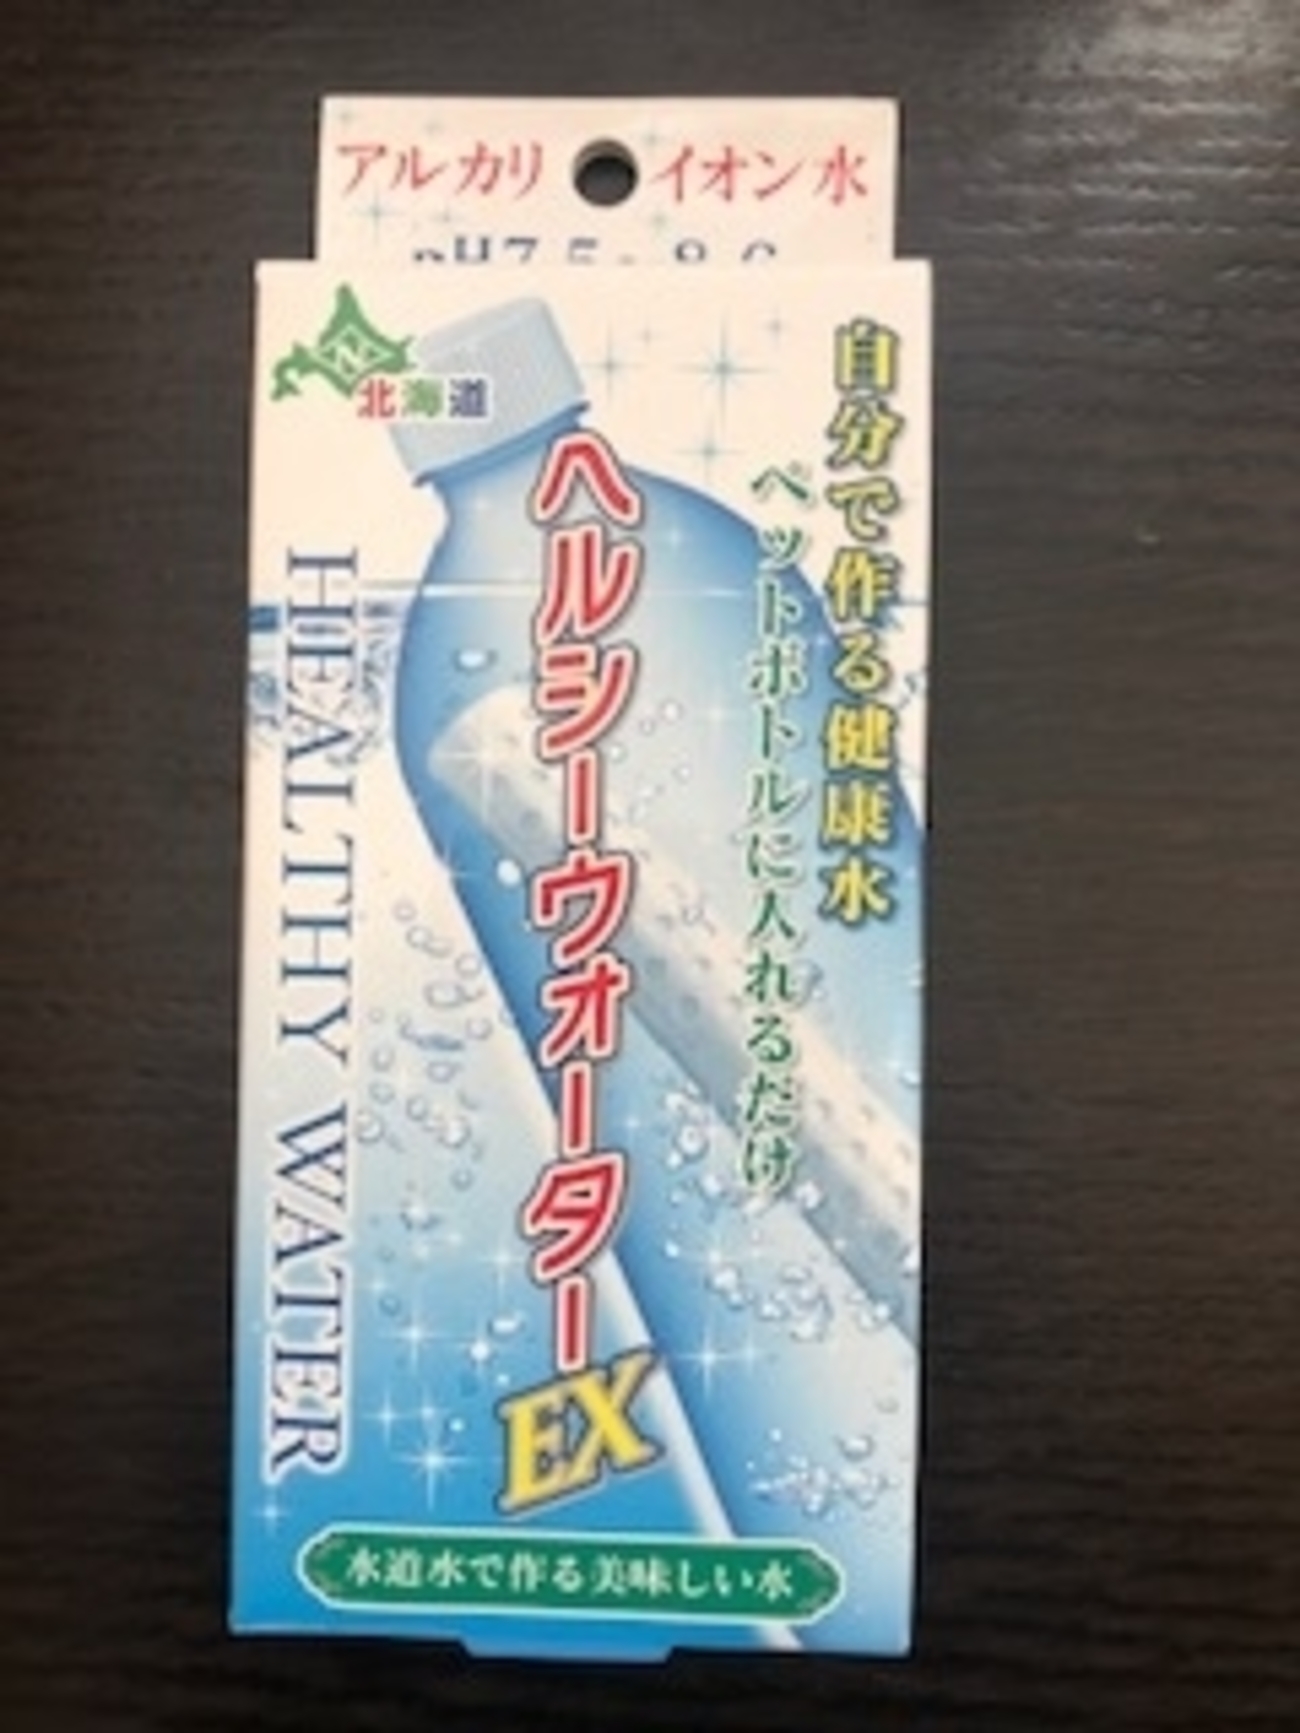 アルカリ イオン水
北海道
自分で作る健康水
ペットボトルに入れるだけ
ヘルシーウォーター
EX
HEALTHY WATER
水道水で作る美味しい水